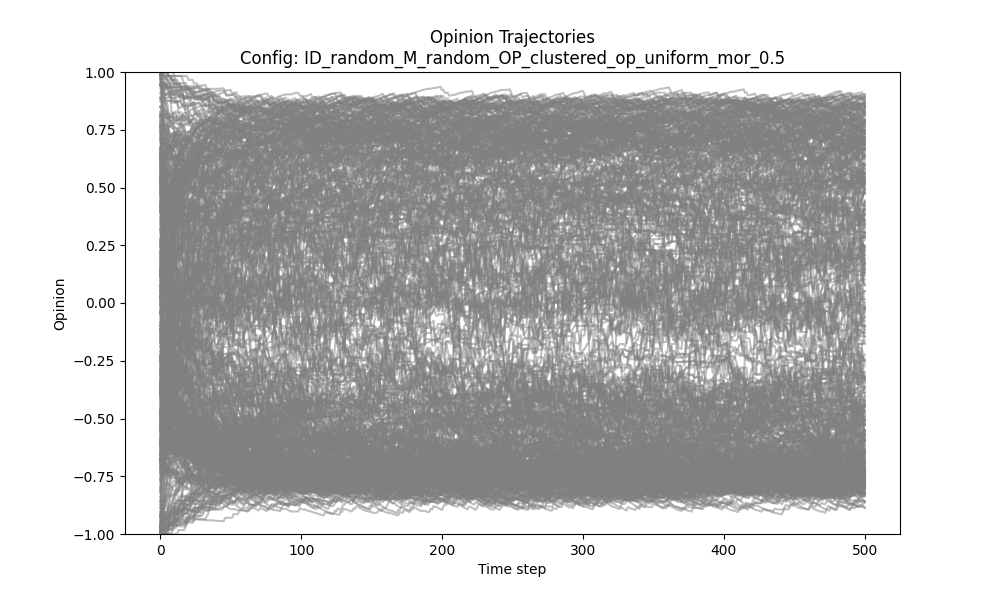 Opinion Trajectories
Config: ID_random_M_random_OP_clustered_op_uniform_mor_0.5
1.00
0.75
0.50
0.25
0.00
−0.25
−0.50
−0.75
−1.00
Opinion
0 100 200 300 400 500
Time step